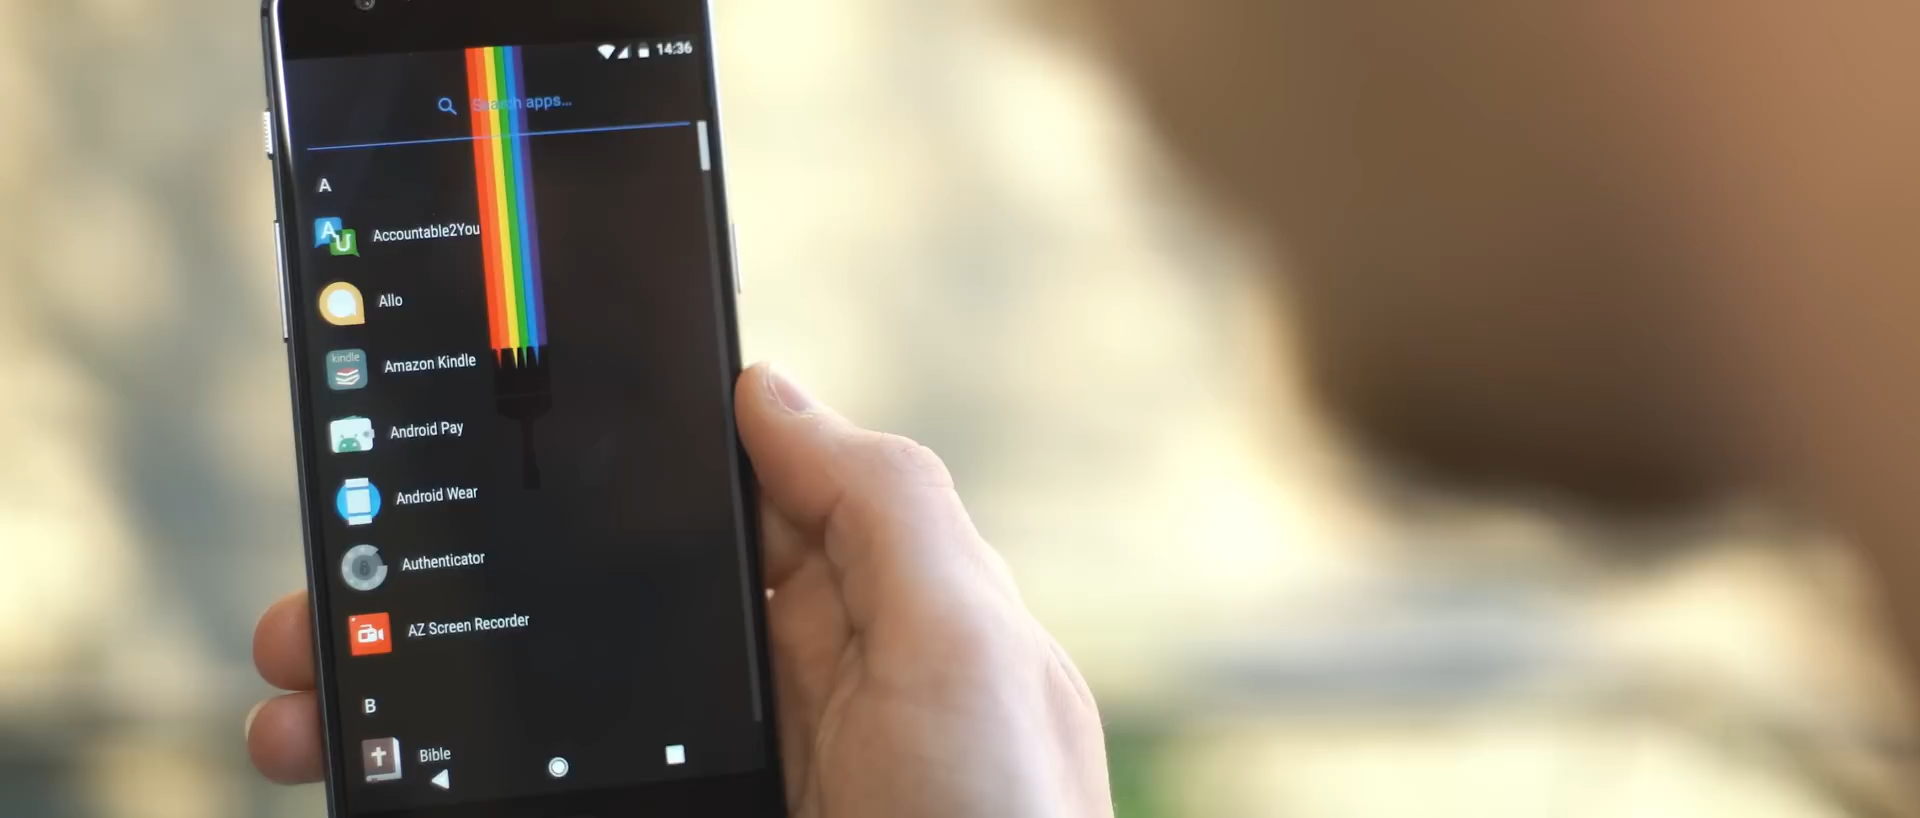 14:36
Search apps...
A
A
U
Accountable2You
Allo
kindle
Amazon Kindle
Android Pay
Android Wear
Authenticator
AZ Screen Recorder
B
Bible